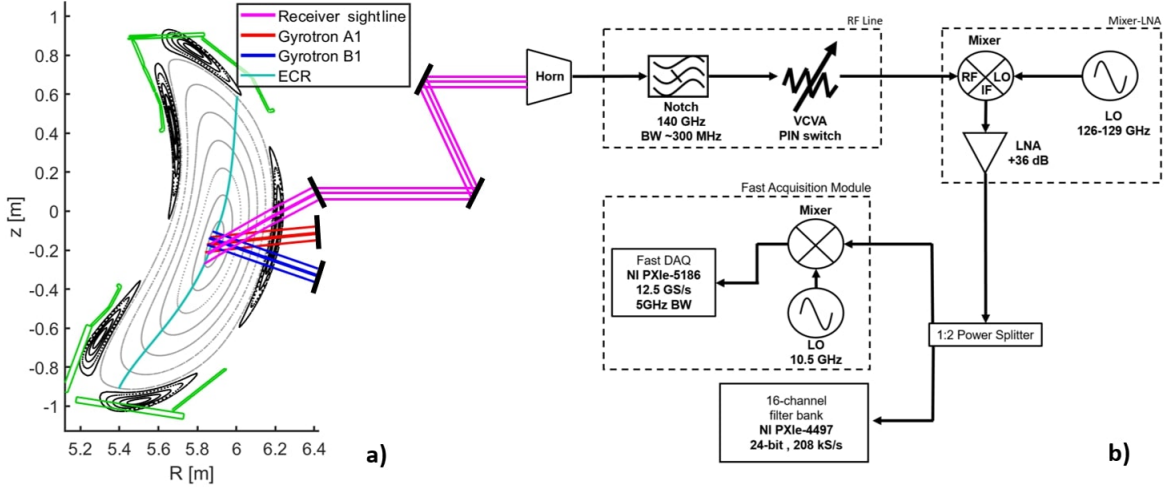 1
0.8
0.6
0.4
0.2
0
-0.2
-0.4
-0.6
-0.8
-1
z [m]
5.2 5.4 5.6 5.8 6 6.2 6.4
R [m]
Receiver sightline
Gyrotron A1
Gyrotron B1
ECR
a)
Horn
RF Line
Notch
140 GHz
BW ~300 MHz
VCVA
PIN switch
Mixer-LNA
Mixer
RF LO
IF
LO
126-129 GHz
LNA
+36 dB
Fast Acquisition Module
Mixer
Fast DAQ
NI PXIe-5186
12.5 GS/s
5GHz BW
LO
10.5 GHz
1:2 Power Splitter
16-channel
filter bank
NI PXIe-4497
24-bit , 208 kS/s
b)